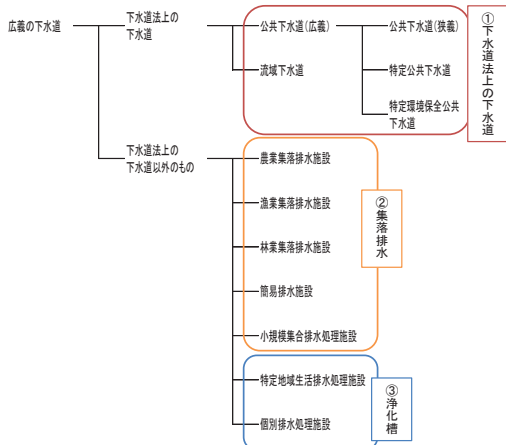 広義の下水道
下水道法上の
下水道
公共下水道(広義)
公共下水道(狭義)
流域下水道
特定公共下水道
特定環境保全公共
下水道
①下水道法上の下水道
下水道法上の
下水道以外のもの
農業集落排水施設
漁業集落排水施設
林業集落排水施設
簡易排水施設
小規模集合排水処理施設
②集落排水
特定地域生活排水処理施設
個別排水処理施設
③浄化槽